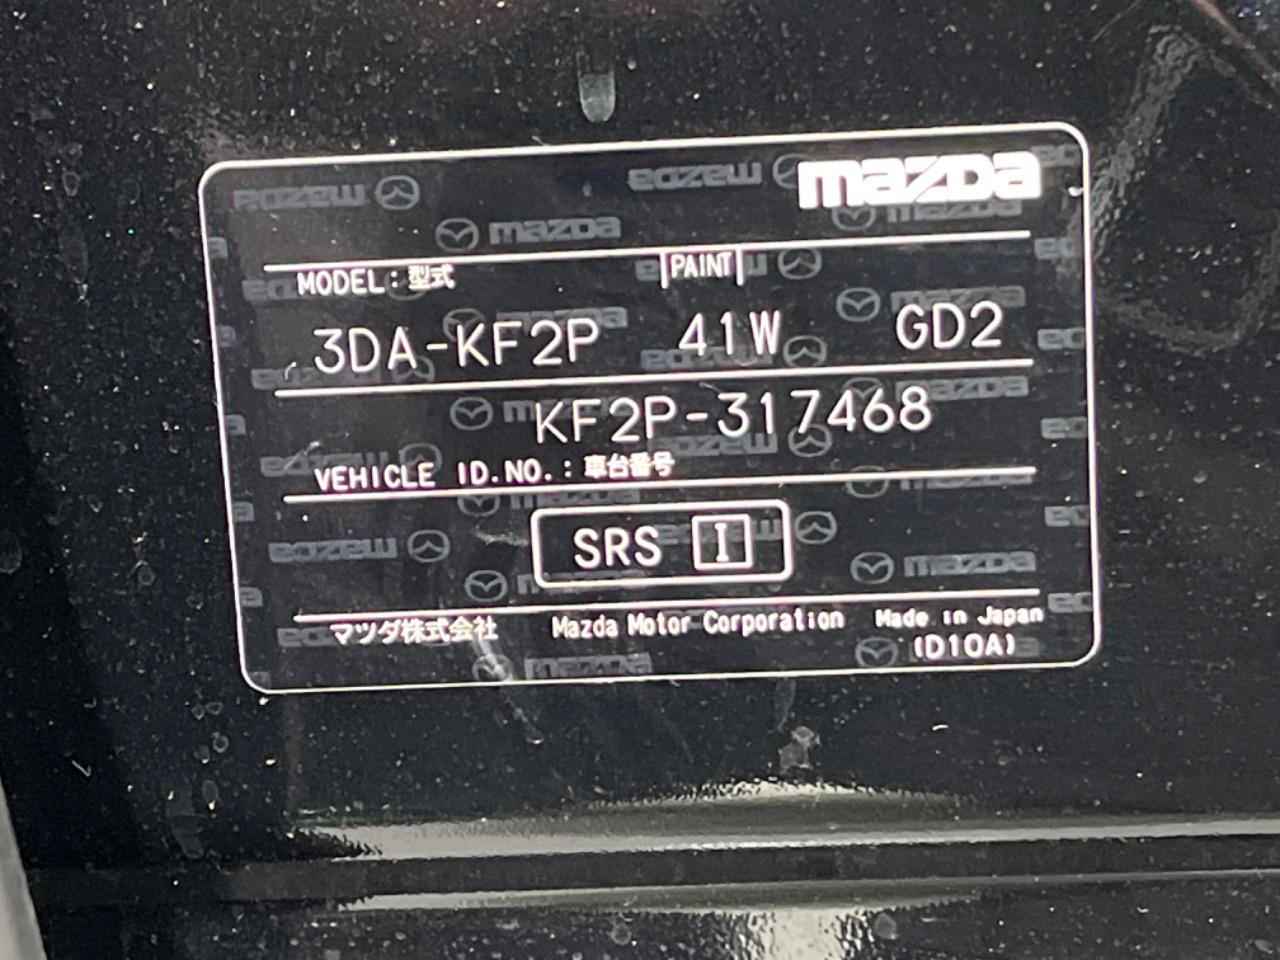 mazda
MODEL: 型式 PAINT
3DA-KF2P 41W GD2
KF2P-317468
VEHICLE ID.NO.: 車台番号
SRS I
マツダ株式会社 Mazda Motor Corporation Made in Japan
(D10A)